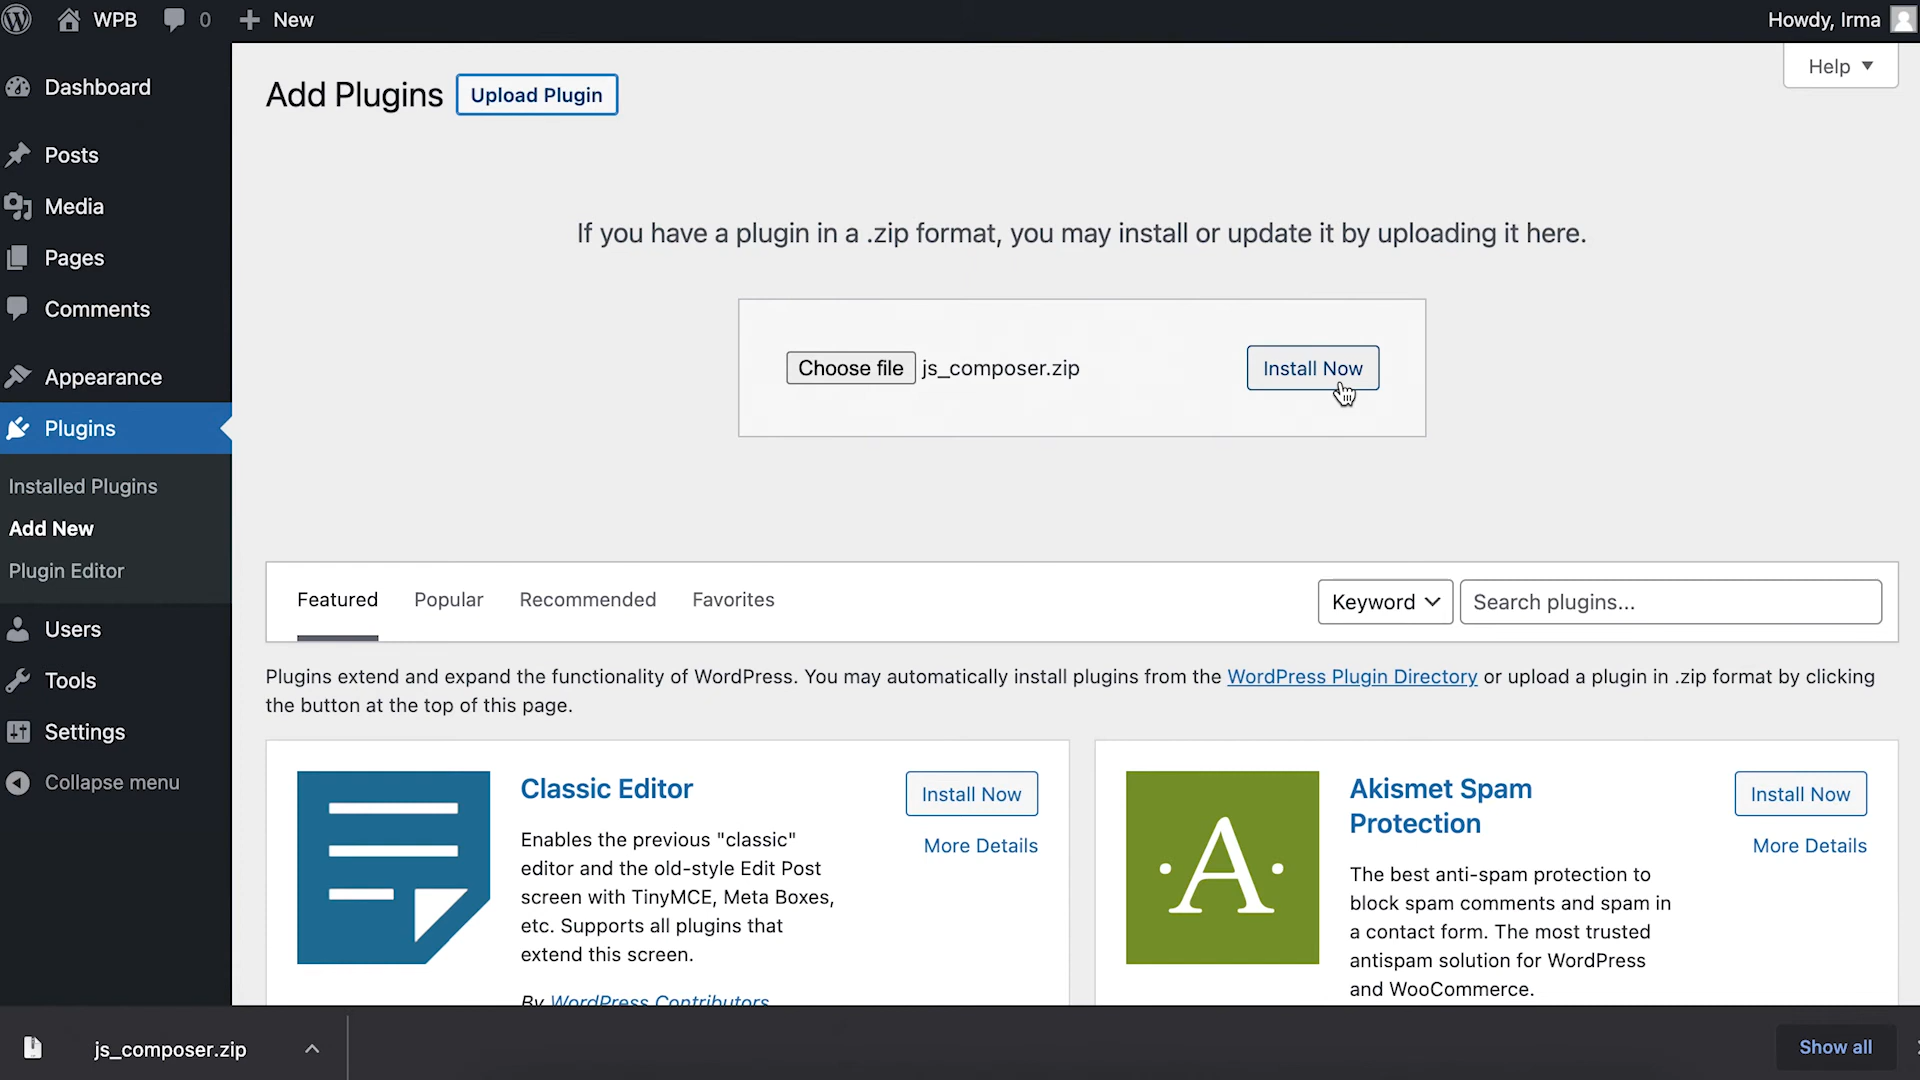 WPB 0 New Howdy, Irma
Help
Dashboard
Posts
Media
Pages
Comments
Appearance
Plugins
Installed Plugins
Add New
Plugin Editor
Users
Tools
Settings
Collapse menu
Add Plugins Upload Plugin
If you have a plugin in a .zip format, you may install or update it by uploading it here.
Choose file js_composer.zip Install Now
Featured Popular Recommended Favorites Keyword Search plugins...
Plugins extend and expand the functionality of WordPress. You may automatically install plugins from the WordPress Plugin Directory or upload a plugin in .zip format by clicking
the button at the top of this page.
Classic Editor
Install Now
More Details
Enables the previous "classic"
editor and the old-style Edit Post
screen with TinyMCE, Meta Boxes,
etc. Supports all plugins that
extend this screen.
By WordPress Contributors
A
Akismet Spam
Protection
Install Now
More Details
The best anti-spam protection to
block spam comments and spam in
a contact form. The most trusted
antispam solution for WordPress
and WooCommerce.
js_composer.zip Show all